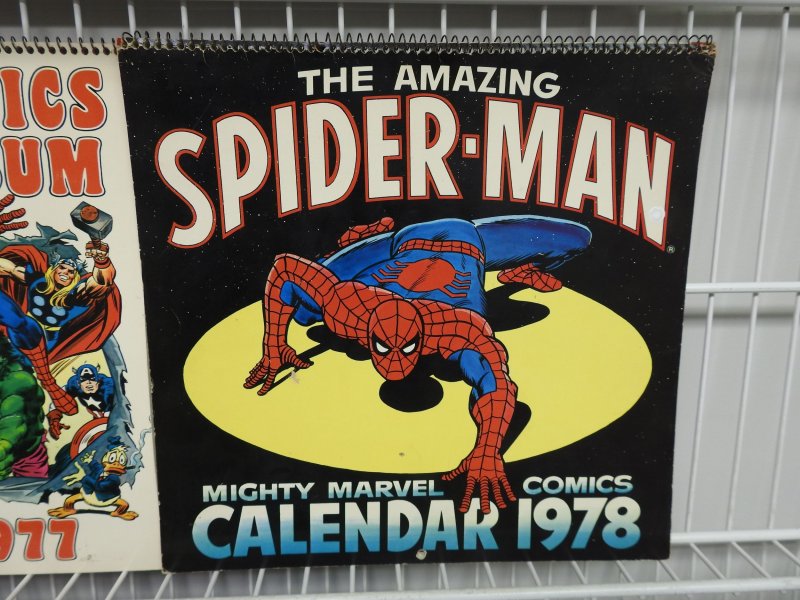 ICS
UM
977
THE AMAZING
SPIDER-MAN
®
MIGHTY MARVEL COMICS
CALENDAR 1978